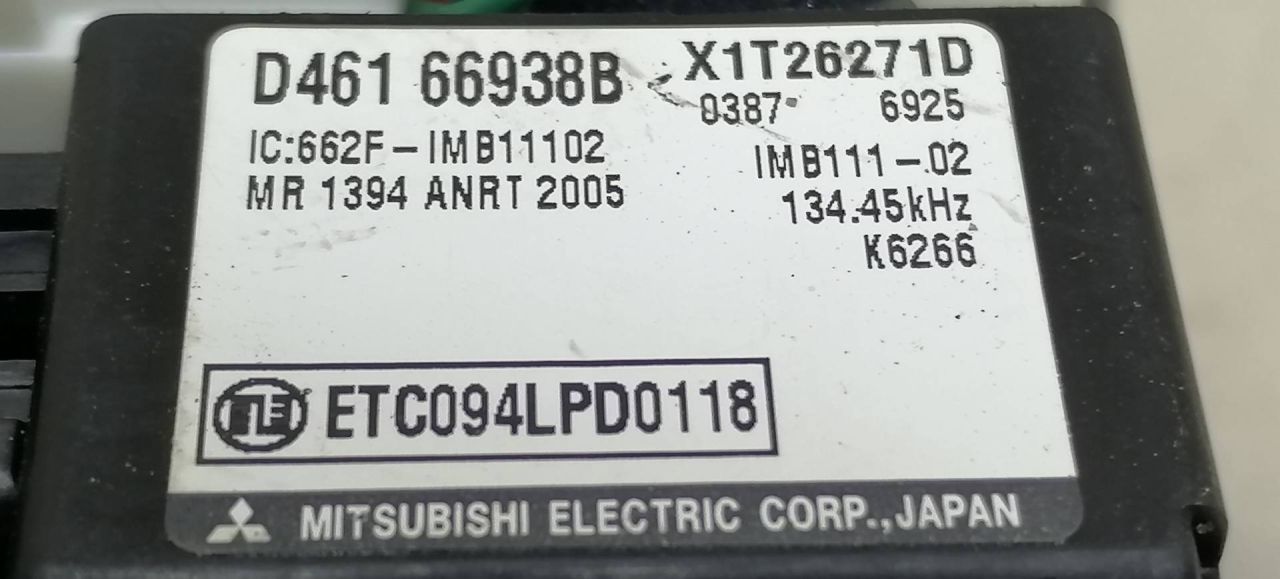 D461 66938B X1T26271D
0387 6925
IC:662F-IMB11102
IMB111-02
MR 1394 ANRT 2005
134.45kHz
K6266
ETC094LPD0118
MITSUBISHI ELECTRIC CORP.,JAPAN